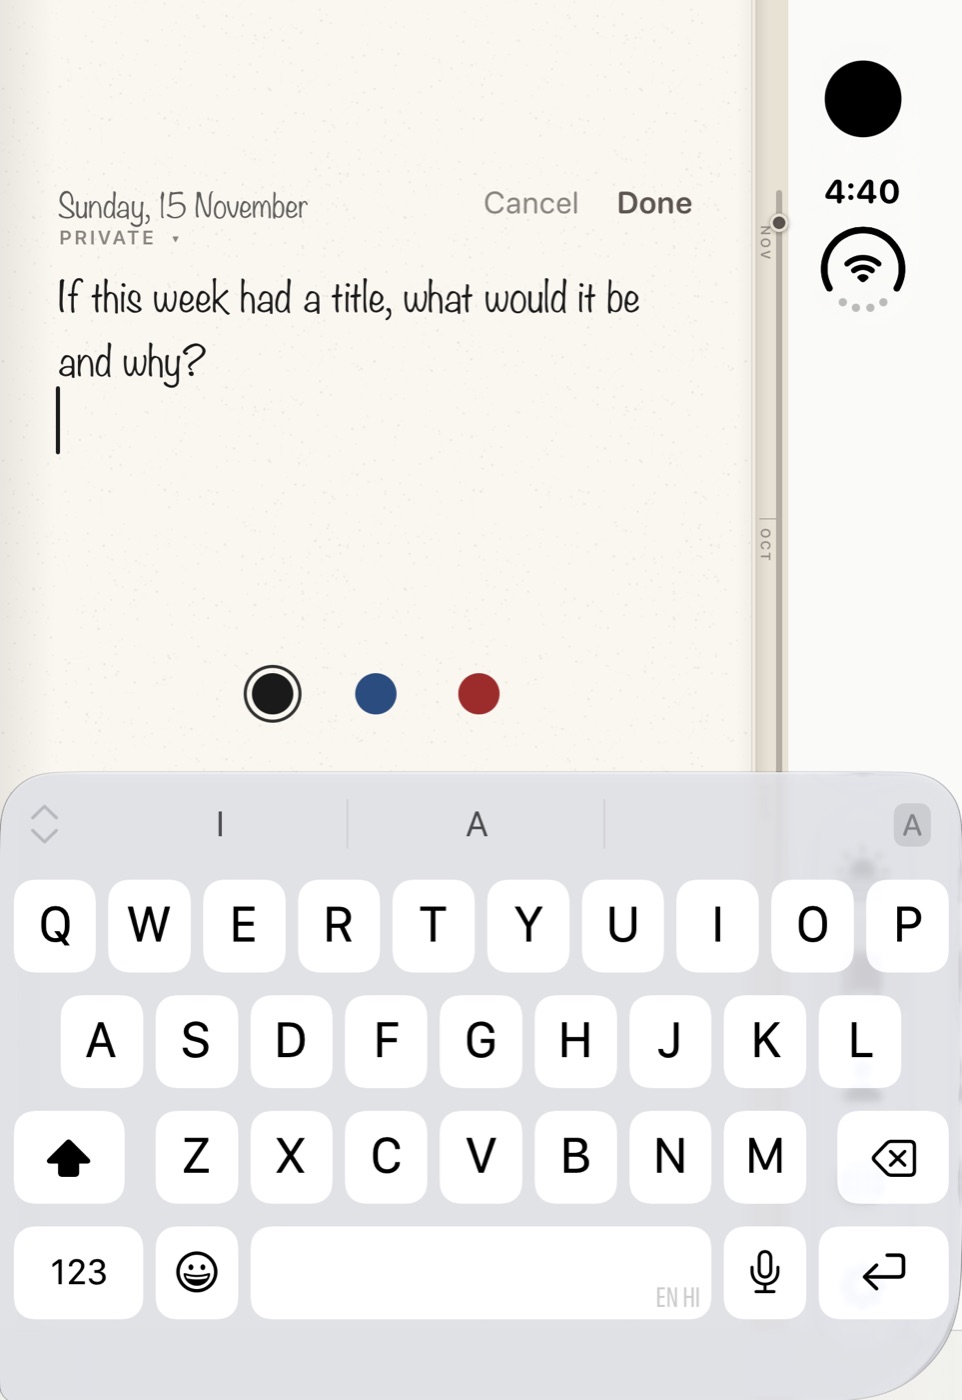 Sunday, 15 November
Cancel Done
PRIVATE
If this week had a title, what would it be
and why?
4:40
NOV
OCT
I A
A
Q W E R T Y U I O P
A S D F G H J K L
Z X C V B N M
123
EN HI